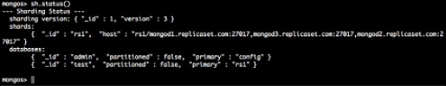 mongos> sh.status()
--- Sharding Status ---
  sharding version: { "_id" : 1, "version" : 3 }
  shards:
    { "_id" : "rs1", "host" : "rs1/mongod1.replicaset.com:27017,mongod3.replicaset.com:27017,mongod2.replicaset.com:2
7017" }
  databases:
    { "_id" : "admin", "partitioned" : false, "primary" : "config" }
    { "_id" : "test", "partitioned" : false, "primary" : "rs1" }
mongos>